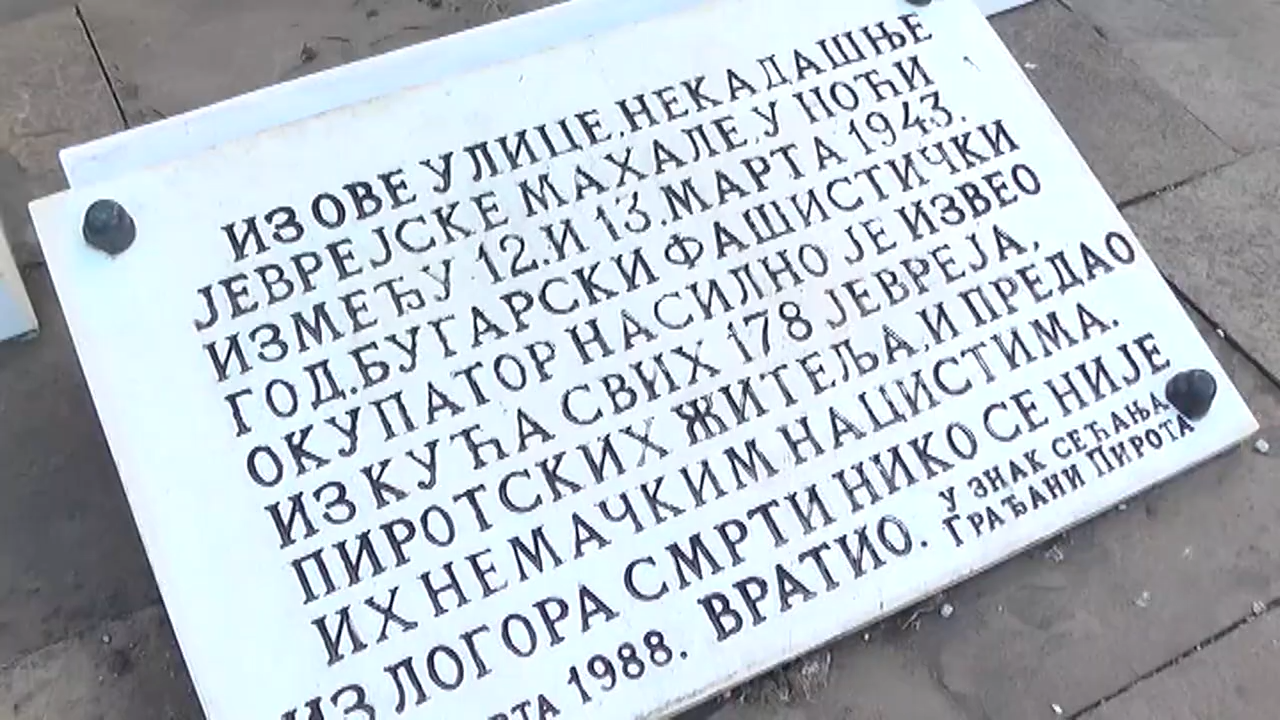 ИЗ ОВЕ УЛИЦЕ, НЕКАДАШЊЕ
ЈЕВРЕЈСКЕ МАХАЛЕ, У НОЋИ
ИЗМЕЂУ 12. И 13. МАРТА 1943.
ГОД. БУГАРСКИ ФАШИСТИЧКИ
ОКУПАТОР НАСИЛНО ЈЕ ИЗВЕО
ИЗ КУЋА СВИХ 178 ЈЕВРЕЈА,
ПИРОТСКИХ ЖИТЕЉА, И ПРЕДАО
ИХ НЕМАЧКИМ НАЦИСТИМА.
ИЗ ЛОГОРА СМРТИ НИКО СЕ НИЈЕ
ВРАТИО.
1988.
У ЗНАК СЕЋАЊА,
ГРАЂАНИ ПИРОТА